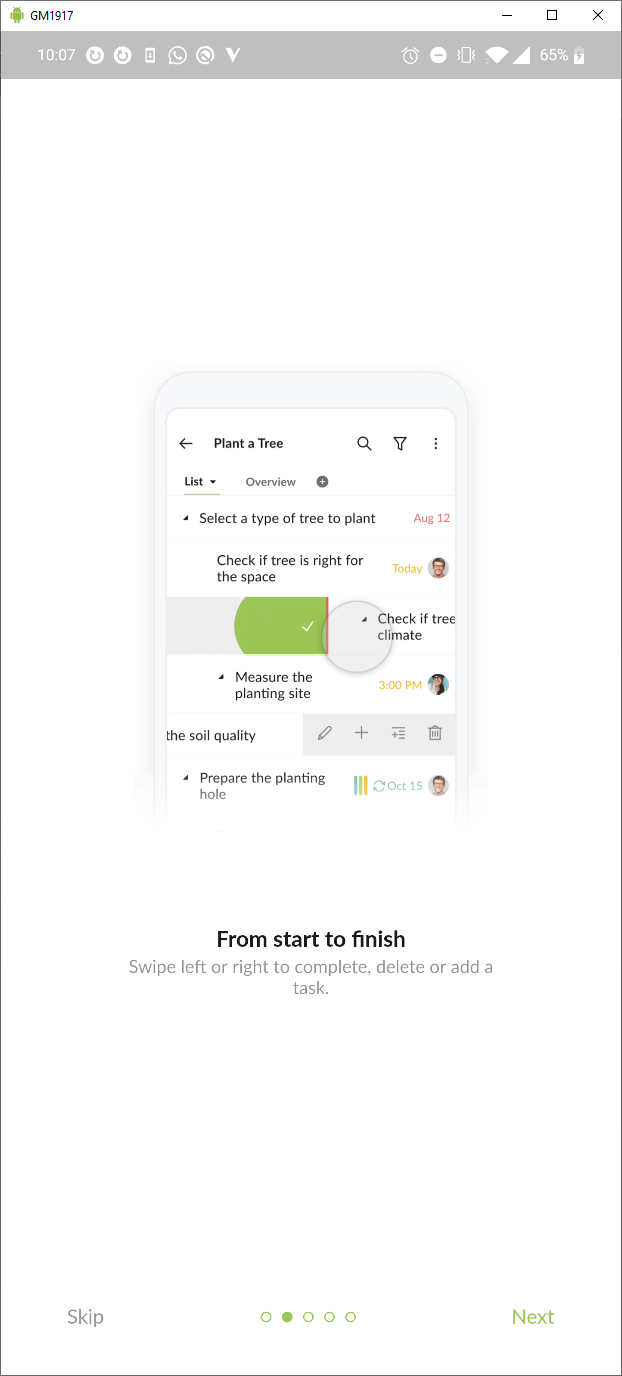 GM1917
10:07
65%
Plant a Tree
List
Overview
Select a type of tree to plant
Aug 12
Check if tree is right for
the space
Today
Check if tree
climate
Measure the
planting site
3:00 PM
the soil quality
Prepare the planting
hole
Oct 15
From start to finish
Swipe left or right to complete, delete or add a
task.
Skip
Next